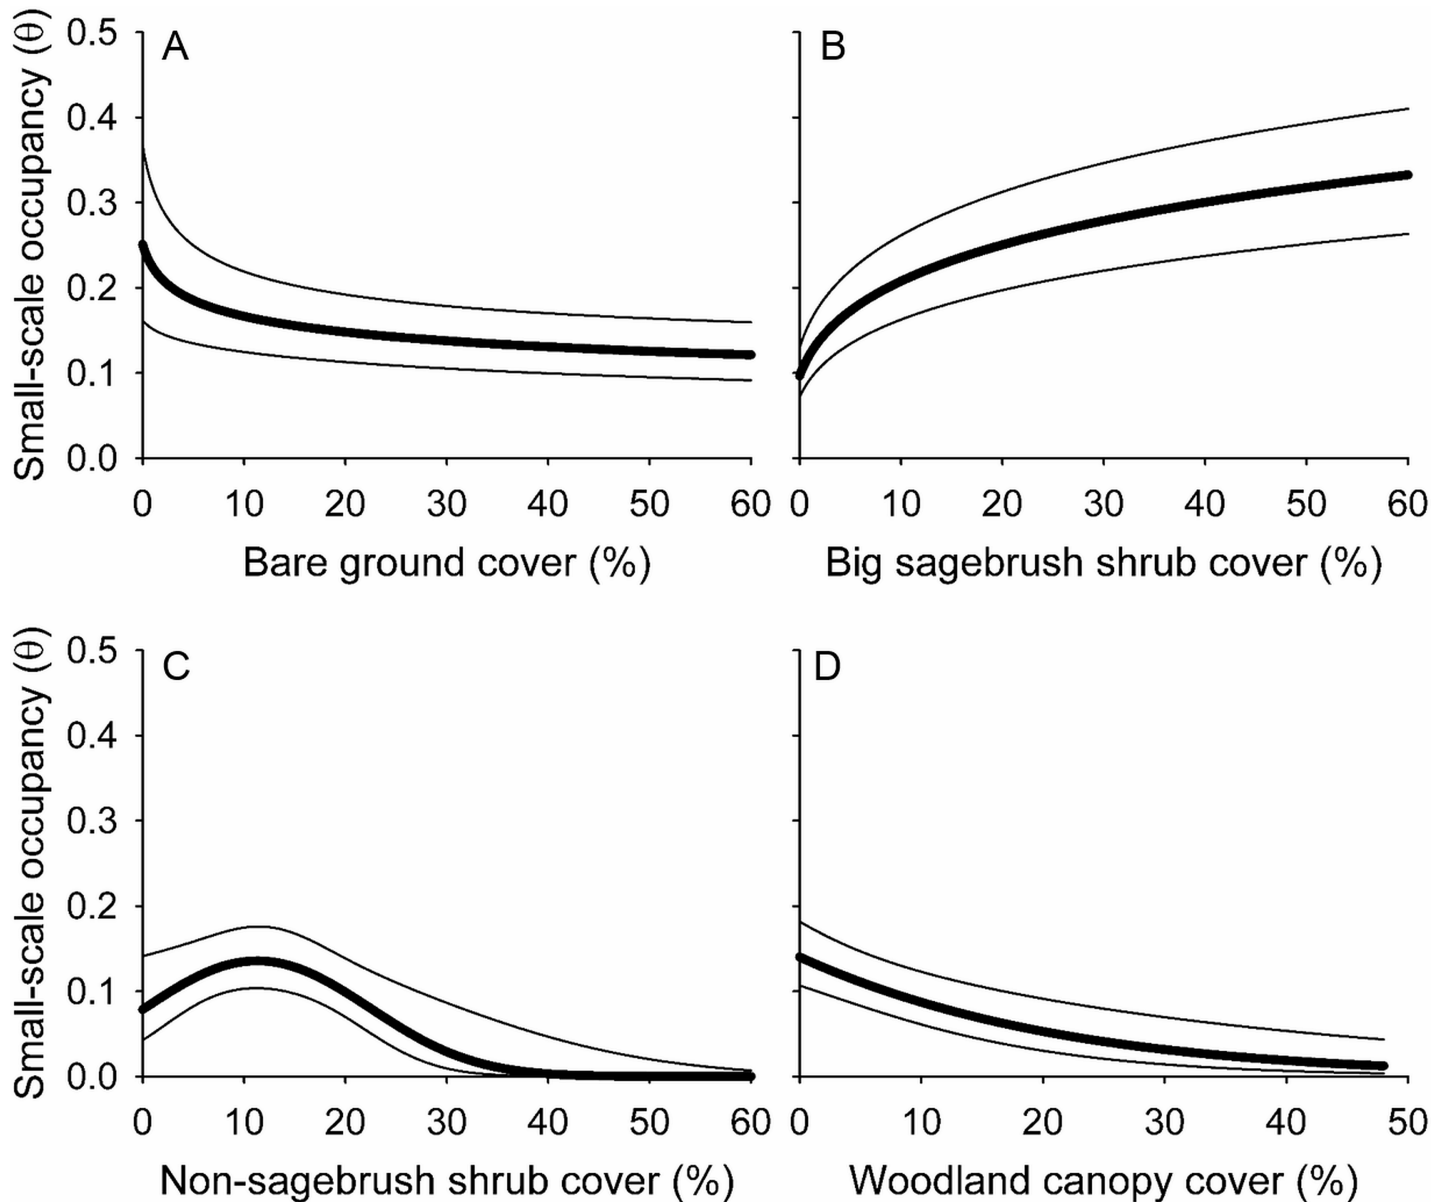 Small-scale occupancy (θ)
0.5
0.4
0.3
0.2
0.1
0.0
A
0 10 20 30 40 50 60
Bare ground cover (%)
B
0 10 20 30 40 50 60
Big sagebrush shrub cover (%)
Small-scale occupancy (θ)
0.5
0.4
0.3
0.2
0.1
0.0
C
0 10 20 30 40 50 60
Non-sagebrush shrub cover (%)
D
0 10 20 30 40 50
Woodland canopy cover (%)